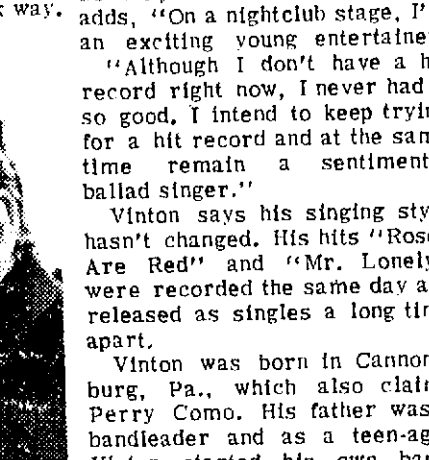 way.
adds, "On a nightclub stage, I'
an exciting young entertaine
"Although I don't have a h
record right now, I never had
so good. I intend to keep tryin
for a hit record and at the sam
time remain a sentiment
ballad singer."
Vinton says his singing sty
hasn't changed. His hits "Rose
Are Red" and "Mr. Lonely
were recorded the same day a
released as singles a long tin
apart.
Vinton was born in Cannon
burg, Pa., which also clain
Perry Como. His father was
bandleader and as a teen-ag